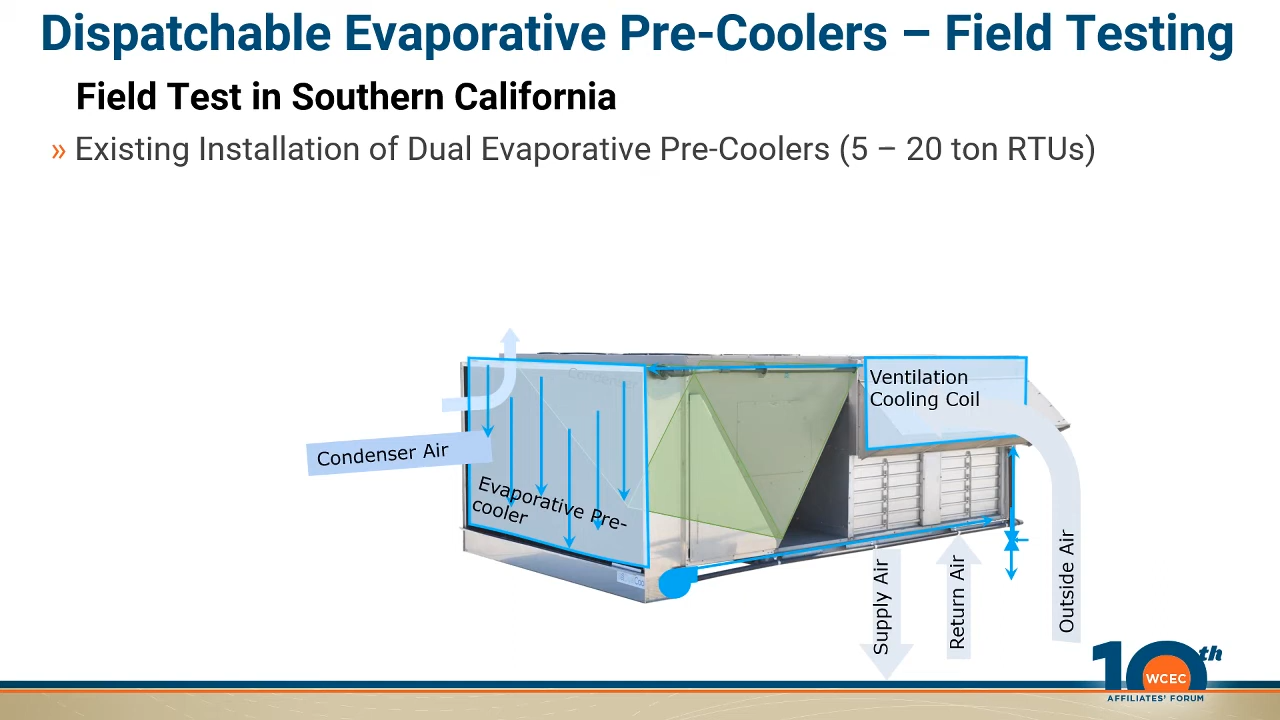 Dispatchable Evaporative Pre-Coolers – Field Testing
Field Test in Southern California
» Existing Installation of Dual Evaporative Pre-Coolers (5 – 20 ton RTUs)
Condenser
Ventilation
Cooling Coil
Condenser Air
Evaporative Pre-
cooler
Supply Air
Return Air
Outside Air
10th
WCEC
AFFILIATES' FORUM